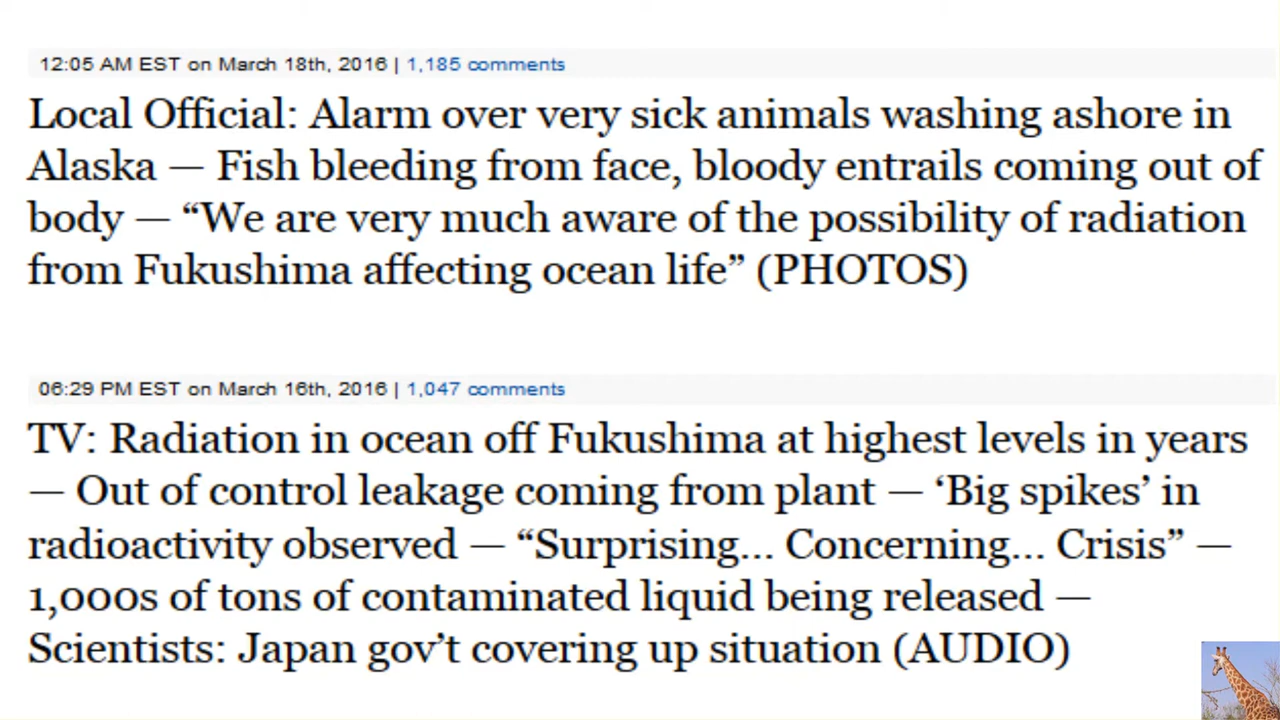 12:05 AM EST on March 18th, 2016 | 1,185 comments
Local Official: Alarm over very sick animals washing ashore in
Alaska — Fish bleeding from face, bloody entrails coming out of
body — “We are very much aware of the possibility of radiation
from Fukushima affecting ocean life” (PHOTOS)
06:29 PM EST on March 16th, 2016 | 1,047 comments
TV: Radiation in ocean off Fukushima at highest levels in years
— Out of control leakage coming from plant — ‘Big spikes’ in
radioactivity observed — “Surprising... Concerning... Crisis” —
1,000s of tons of contaminated liquid being released —
Scientists: Japan gov’t covering up situation (AUDIO)